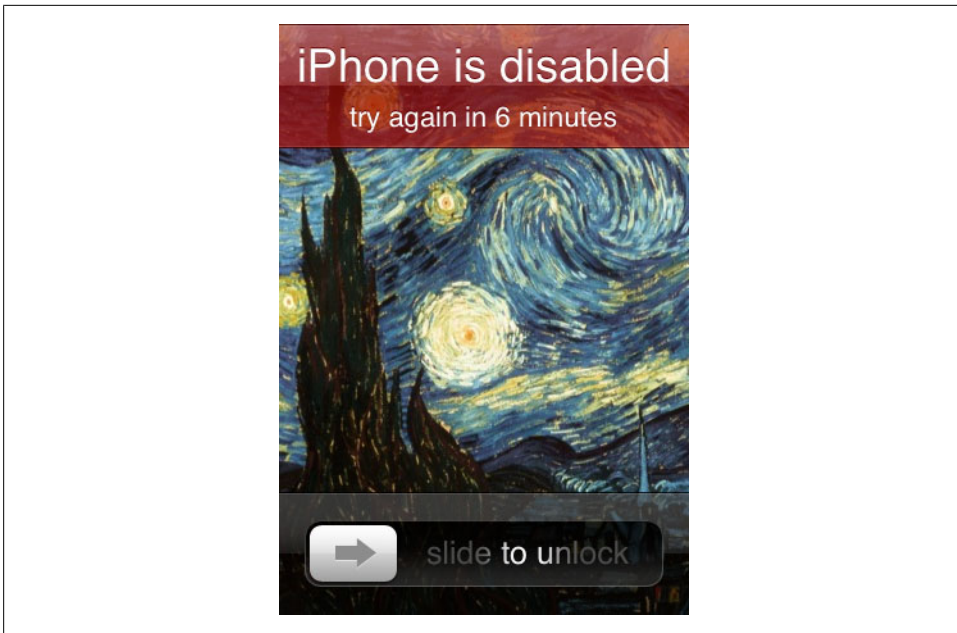 iPhone is disabled
try again in 6 minutes
slide to unlock